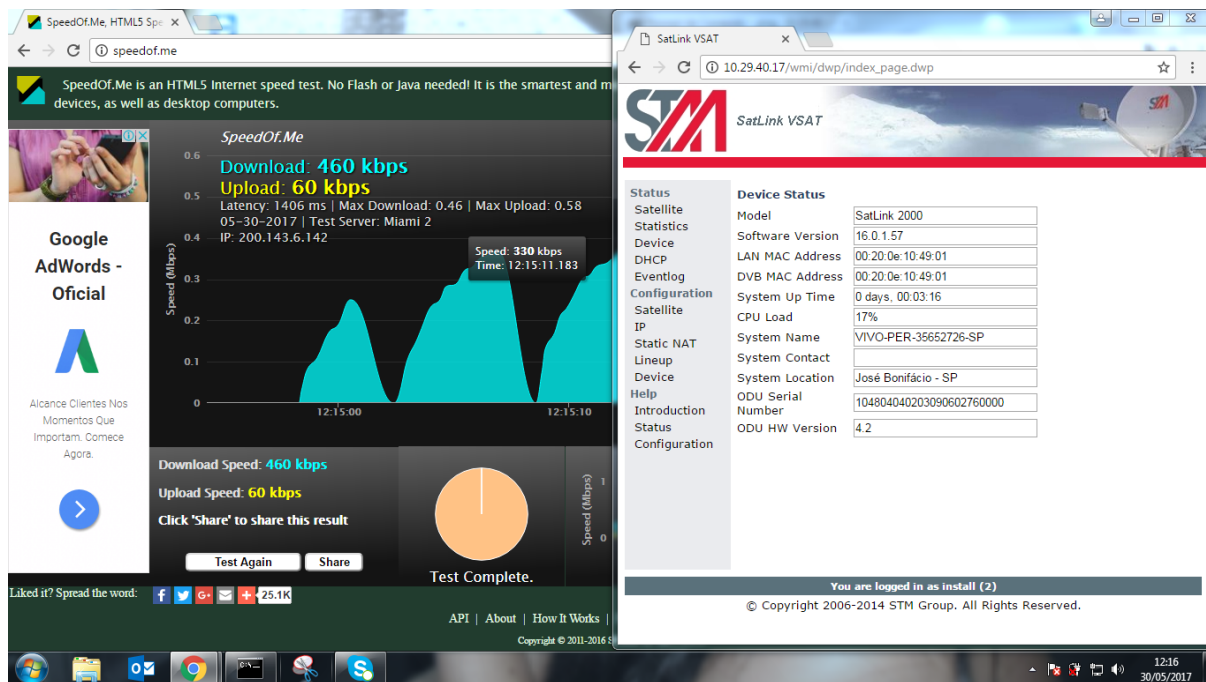 SpeedOf.Me, HTML5 Spe
speedof.me
SpeedOf.Me is an HTML5 Internet speed test. No Flash or Java needed! It is the smartest and m
devices, as well as desktop computers.
Google
AdWords -
Oficial
Alcance Clientes Nos
Momentos Que
Importam. Comece
Agora.
SpeedOf.Me
Download: 460 kbps
Upload: 60 kbps
Latency: 1406 ms | Max Download: 0.46 | Max Upload: 0.58
05-30-2017 | Test Server: Miami 2
IP: 200.143.6.142
Speed: 330 kbps
Time: 12:15:11.183
Speed (Mbps)
0.6
0.5
0.4
0.3
0.2
0.1
0
12:15:00
12:15:10
Download Speed: 460 kbps
Upload Speed: 60 kbps
Click 'Share' to share this result
Test Again
Share
Test Complete.
Speed (Mbps)
1
0
Liked it? Spread the word:
25.1K
API | About | How It Works |
Copyright © 2011-2016 S
SatLink VSAT
10.29.40.17/wmi/dwp/index_page.dwp
STM
SatLink VSAT
STM
Status
Satellite
Statistics
Device
DHCP
Eventlog
Configuration
Satellite
IP
Static NAT
Lineup
Device
Help
Introduction
Status
Configuration
Device Status
Model SatLink 2000
Software Version 16.0.1.57
LAN MAC Address 00:20:0e:10:49:01
DVB MAC Address 00:20:0e:10:49:01
System Up Time 0 days, 00:03:16
CPU Load 17%
System Name VIVO-PER-35652726-SP
System Contact
System Location José Bonifácio - SP
ODU Serial
Number 104804040203090602760000
ODU HW Version 4.2
You are logged in as install (2)
© Copyright 2006-2014 STM Group. All Rights Reserved.
12:16
30/05/2017